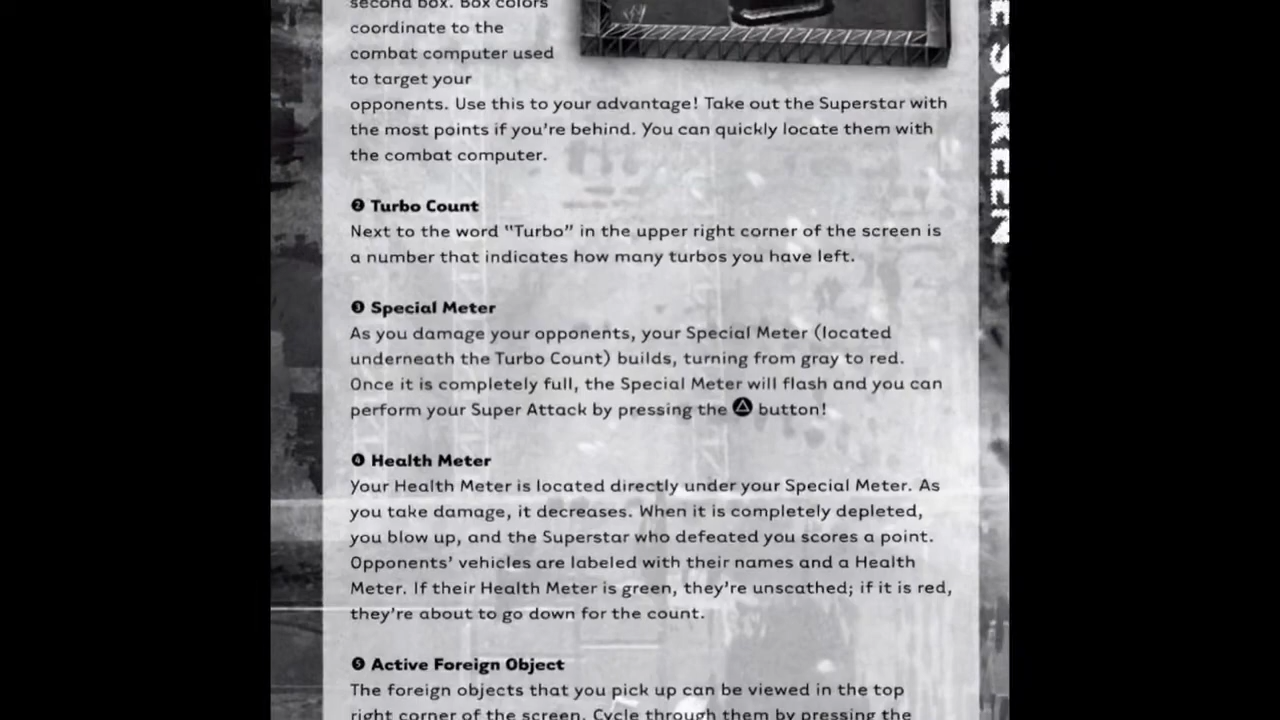 second box. Box colors
coordinate to the
combat computer used
to target your
opponents. Use this to your advantage! Take out the Superstar with
the most points if you're behind. You can quickly locate them with
the combat computer.
❷ Turbo Count
Next to the word "Turbo" in the upper right corner of the screen is
a number that indicates how many turbos you have left.
❸ Special Meter
As you damage your opponents, your Special Meter (located
underneath the Turbo Count) builds, turning from gray to red.
Once it is completely full, the Special Meter will flash and you can
perform your Super Attack by pressing the button!
❹ Health Meter
Your Health Meter is located directly under your Special Meter. As
you take damage, it decreases. When it is completely depleted,
you blow up, and the Superstar who defeated you scores a point.
Opponents' vehicles are labeled with their names and a Health
Meter. If their Health Meter is green, they're unscathed; if it is red,
they're about to go down for the count.
❺ Active Foreign Object
The foreign objects that you pick up can be viewed in the top
right corner of the screen. Cycle through them by pressing the
SCREEN